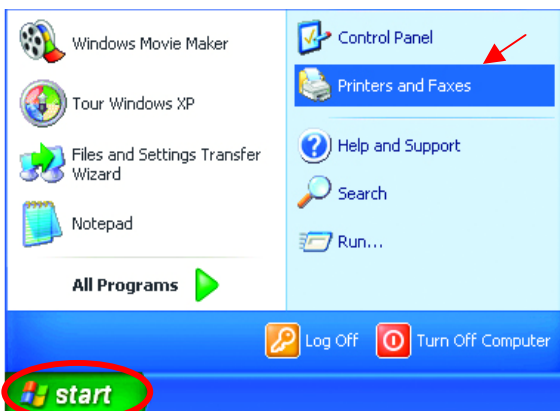 Windows Movie Maker
Tour Windows XP
Files and Settings Transfer
Wizard
Notepad
All Programs
Control Panel
Printers and Faxes
Help and Support
Search
Run...
Log Off
Turn Off Computer
start